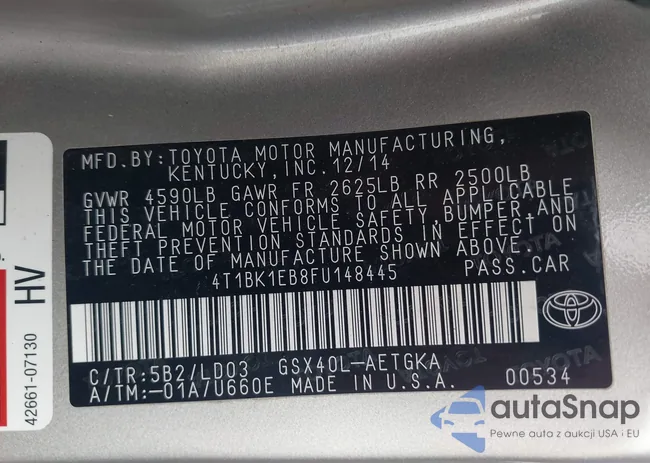 MFD.BY: TOYOTA MOTOR MANUFACTURING,
KENTUCKY, INC. 12/14
GVWR 4590LB GAWR FR 2625LB RR 2500LB
THIS VEHICLE CONFORMS TO ALL APPLICABLE
FEDERAL MOTOR VEHICLE SAFETY, BUMPER, AND
THEFT PREVENTION STANDARDS IN EFFECT ON
THE DATE OF MANUFACTURE SHOWN ABOVE.
4T1BK1EB8FU148445 PASS.CAR
C/TR:5B2/LD03 GSX40L-AETGKA
A/TM:-01A/U660E MADE IN U.S.A. 00534
HV
42661-07130
autoSnap
Pewne auta z aukcji USA i EU